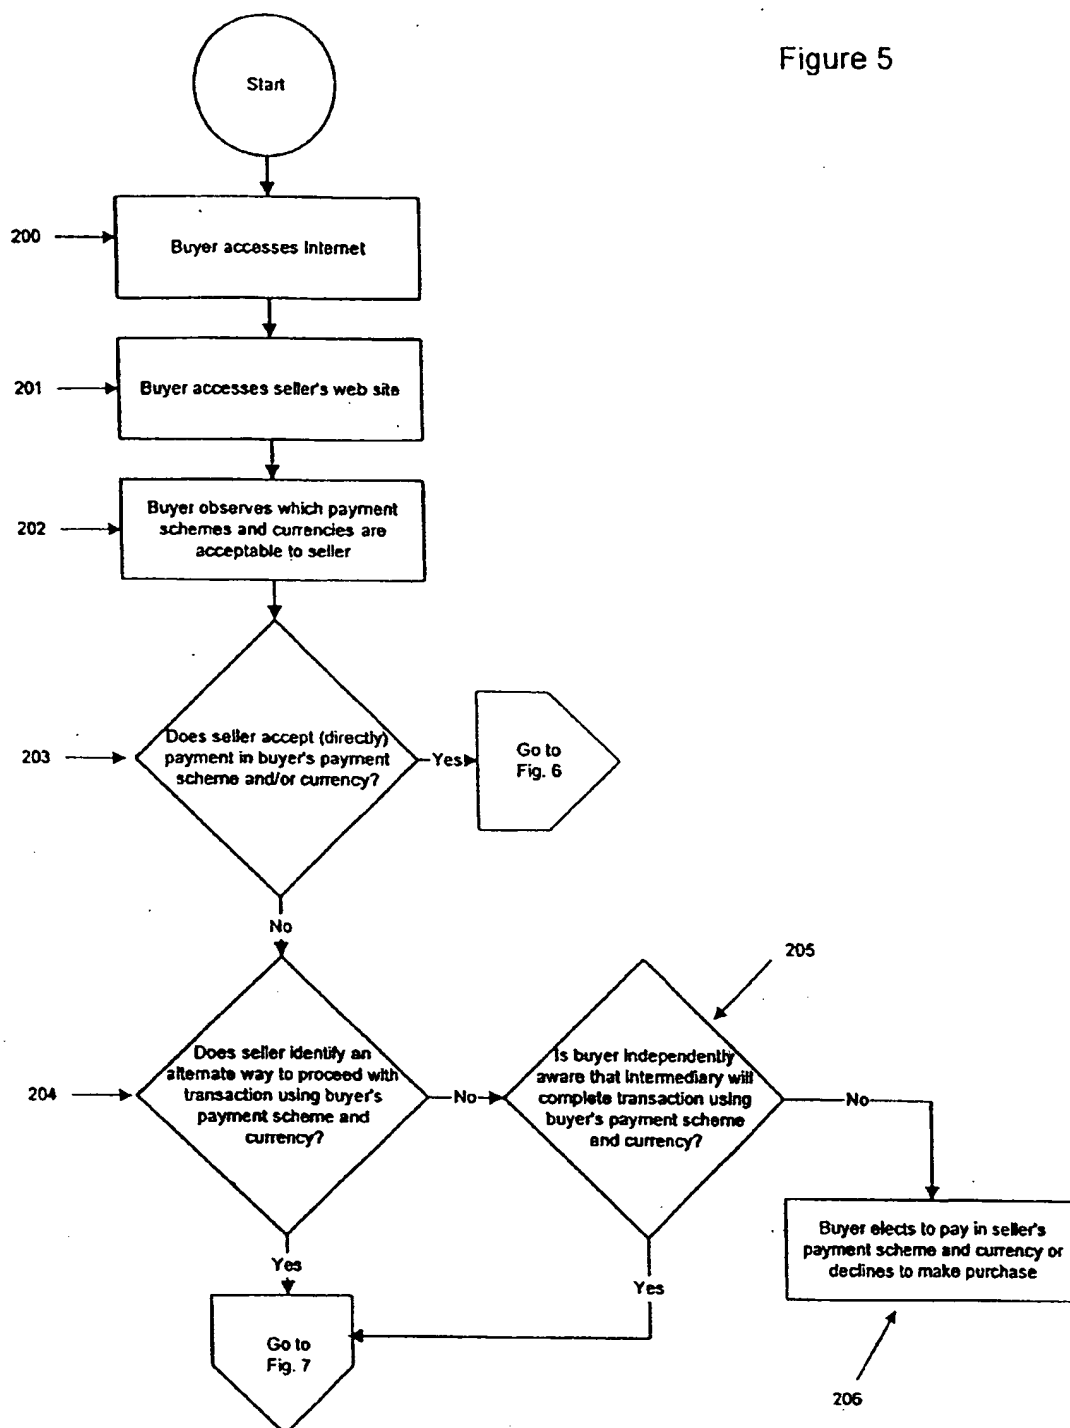 Figure 5
Start
200
Buyer accesses Internet
201
Buyer accesses seller's web site
202
Buyer observes which payment
schemes and currencies are
acceptable to seller
203
Does seller accept (directly)
payment in buyer's payment
scheme and/or currency?
Yes
Go to
Fig. 6
No
204
Does seller identify an
alternate way to proceed with
transaction using buyer's
payment scheme and
currency?
No
205
Is buyer independently
aware that intermediary will
complete transaction using
buyer's payment scheme
and currency?
No
Buyer elects to pay in seller's
payment scheme and currency or
declines to make purchase
206
Yes
Yes
Go to
Fig. 7